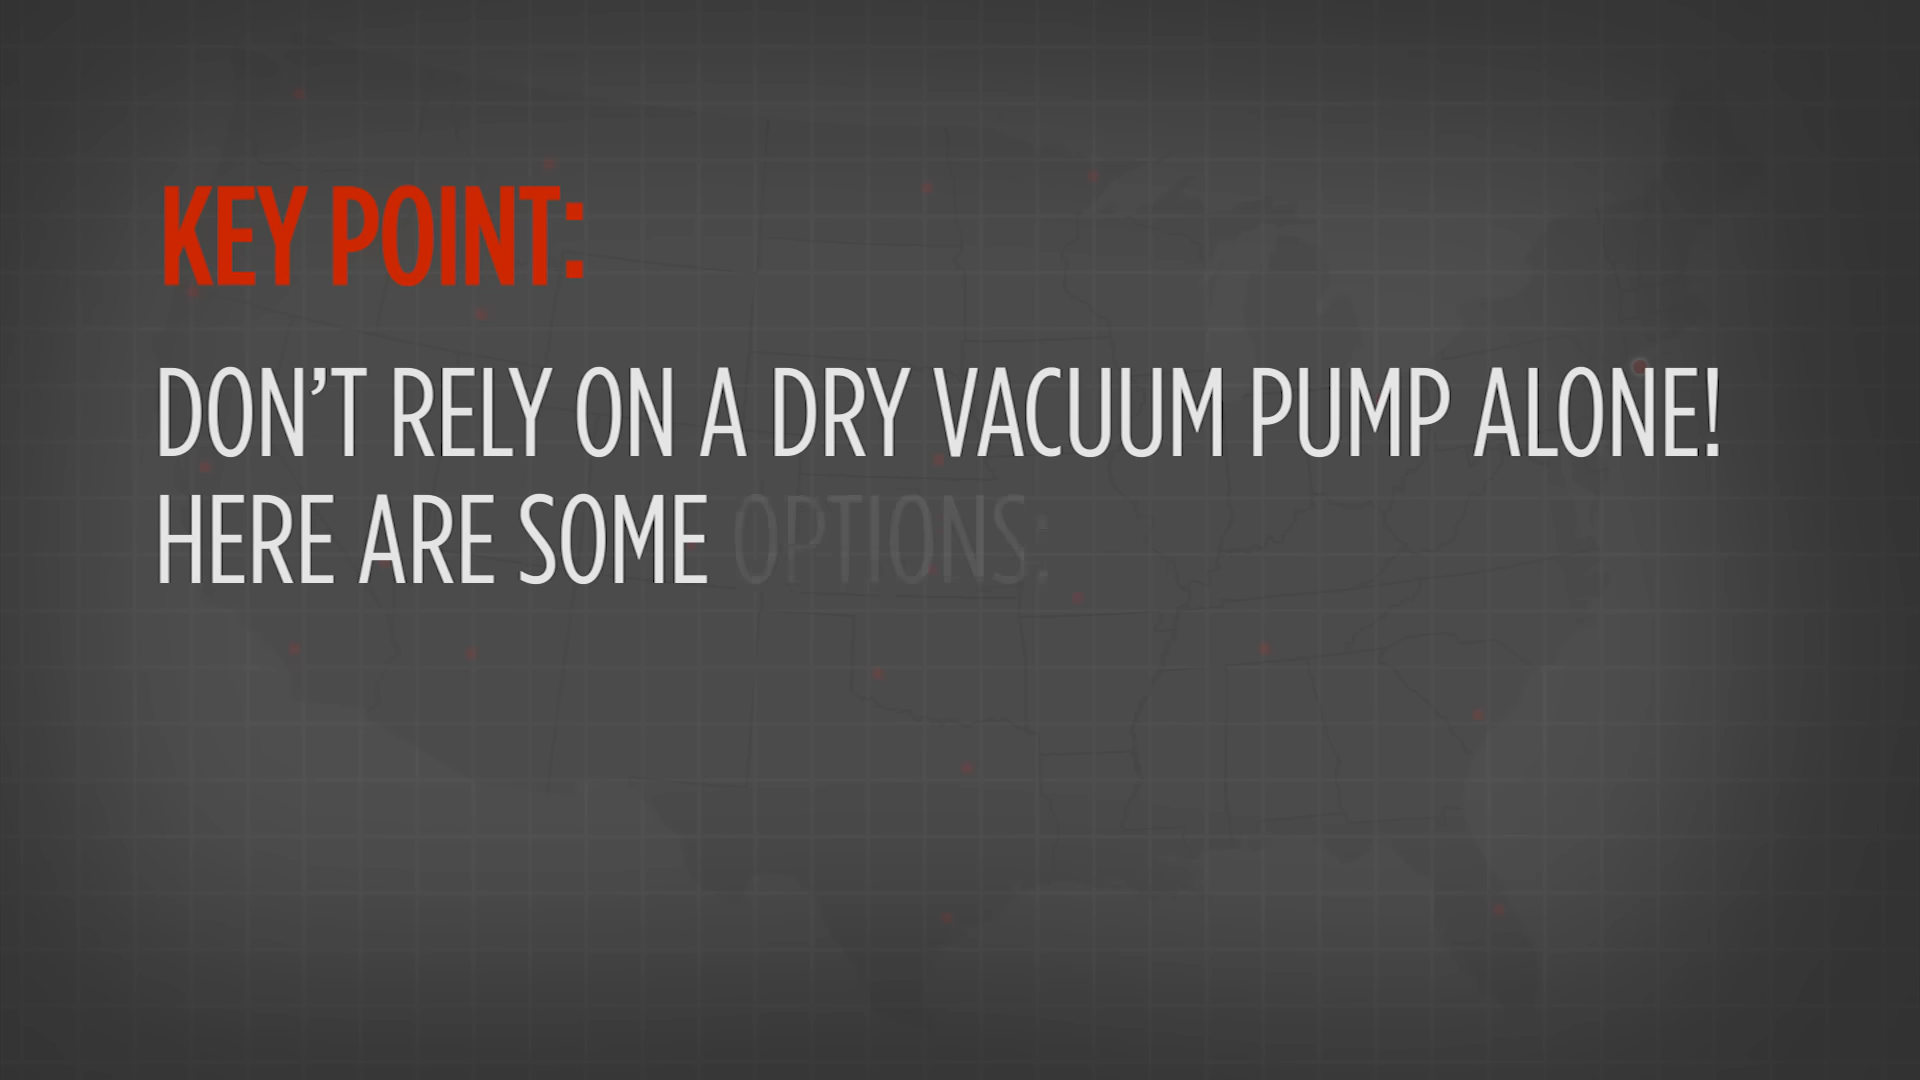 KEY POINT:
DON'T RELY ON A DRY VACUUM PUMP ALONE!
HERE ARE SOME OPTIONS: